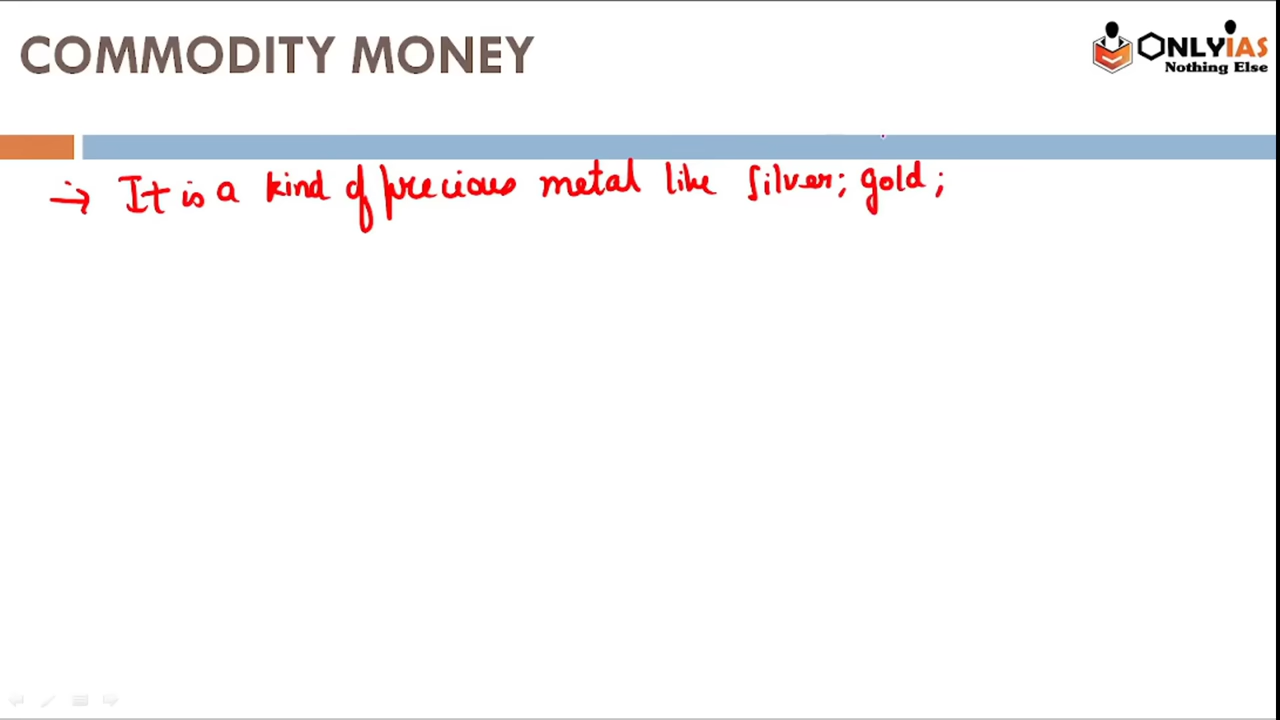 COMMODITY MONEY
ONLYIAS
Nothing Else
→ It is a kind of precious metal like silver; gold;